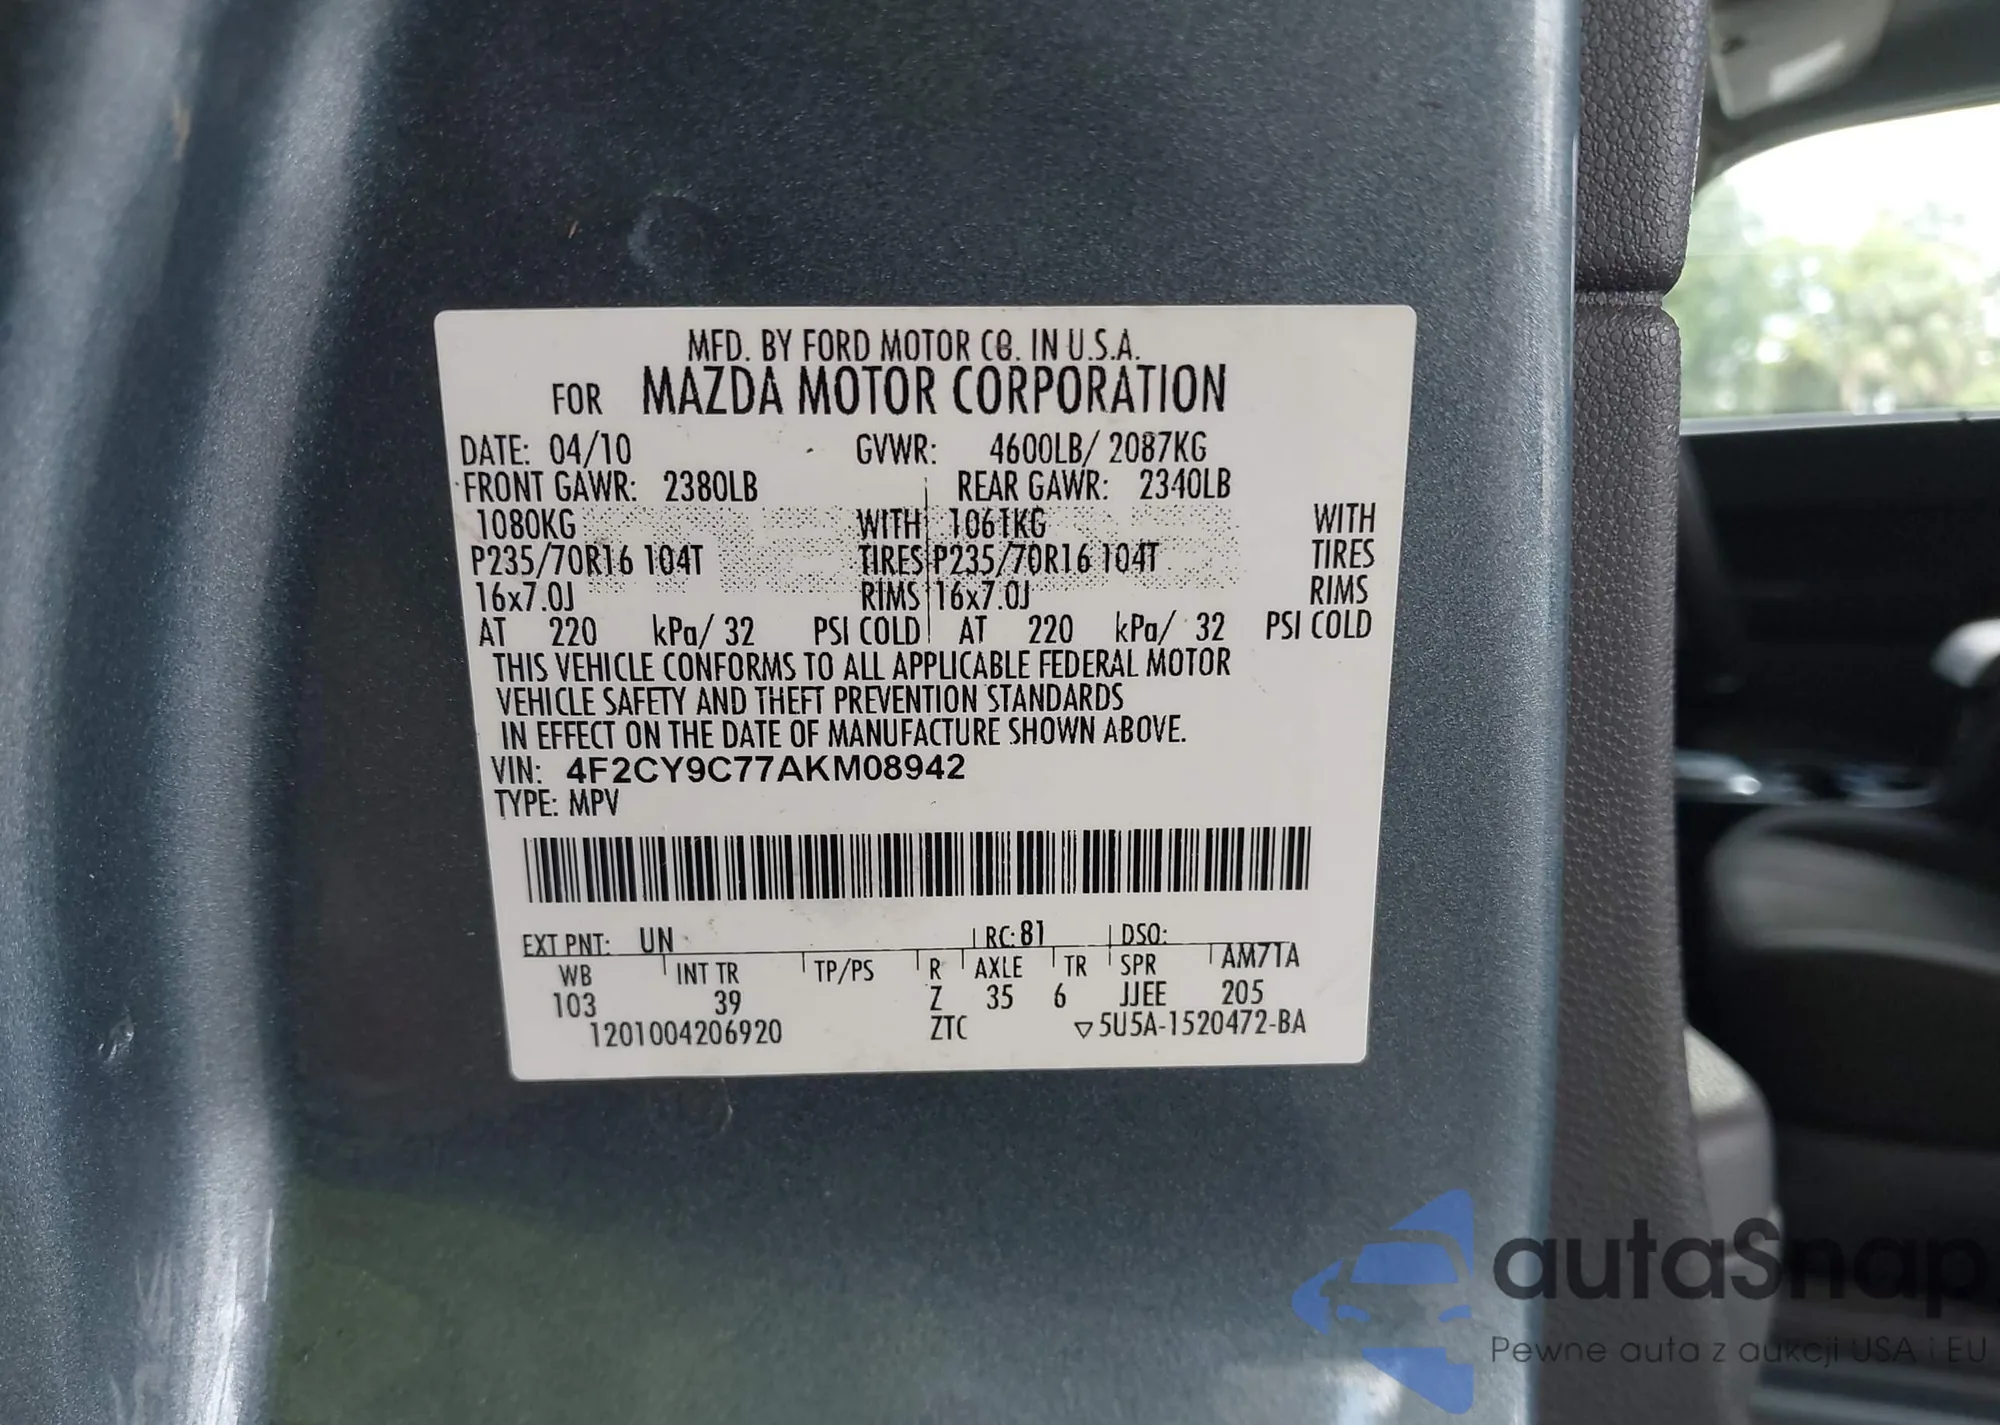 MFD. BY FORD MOTOR CO. IN U.S.A.
FOR MAZDA MOTOR CORPORATION
DATE: 04/10 GVWR: 4600LB/ 2087KG
FRONT GAWR: 2380LB REAR GAWR: 2340LB
1080KG WITH 1061KG WITH
P235/70R16 104T TIRES P235/70R16 104T TIRES
16x7.0J RIMS 16x7.0J RIMS
AT 220 kPa/ 32 PSI COLD AT 220 kPa/ 32 PSI COLD
THIS VEHICLE CONFORMS TO ALL APPLICABLE FEDERAL MOTOR
VEHICLE SAFETY AND THEFT PREVENTION STANDARDS
IN EFFECT ON THE DATE OF MANUFACTURE SHOWN ABOVE.
VIN: 4F2CY9C77AKM08942
TYPE: MPV
EXT PNT: UN RC: 81 DSO:
WB INT TR TP/PS R AXLE TR SPR AM71A
103 39 Z 35 6 JJEE 205
1201004206920 ZTC ▽5U5A-1520472-BA
autaSnap
Pewne auta z aukcji USA i EU